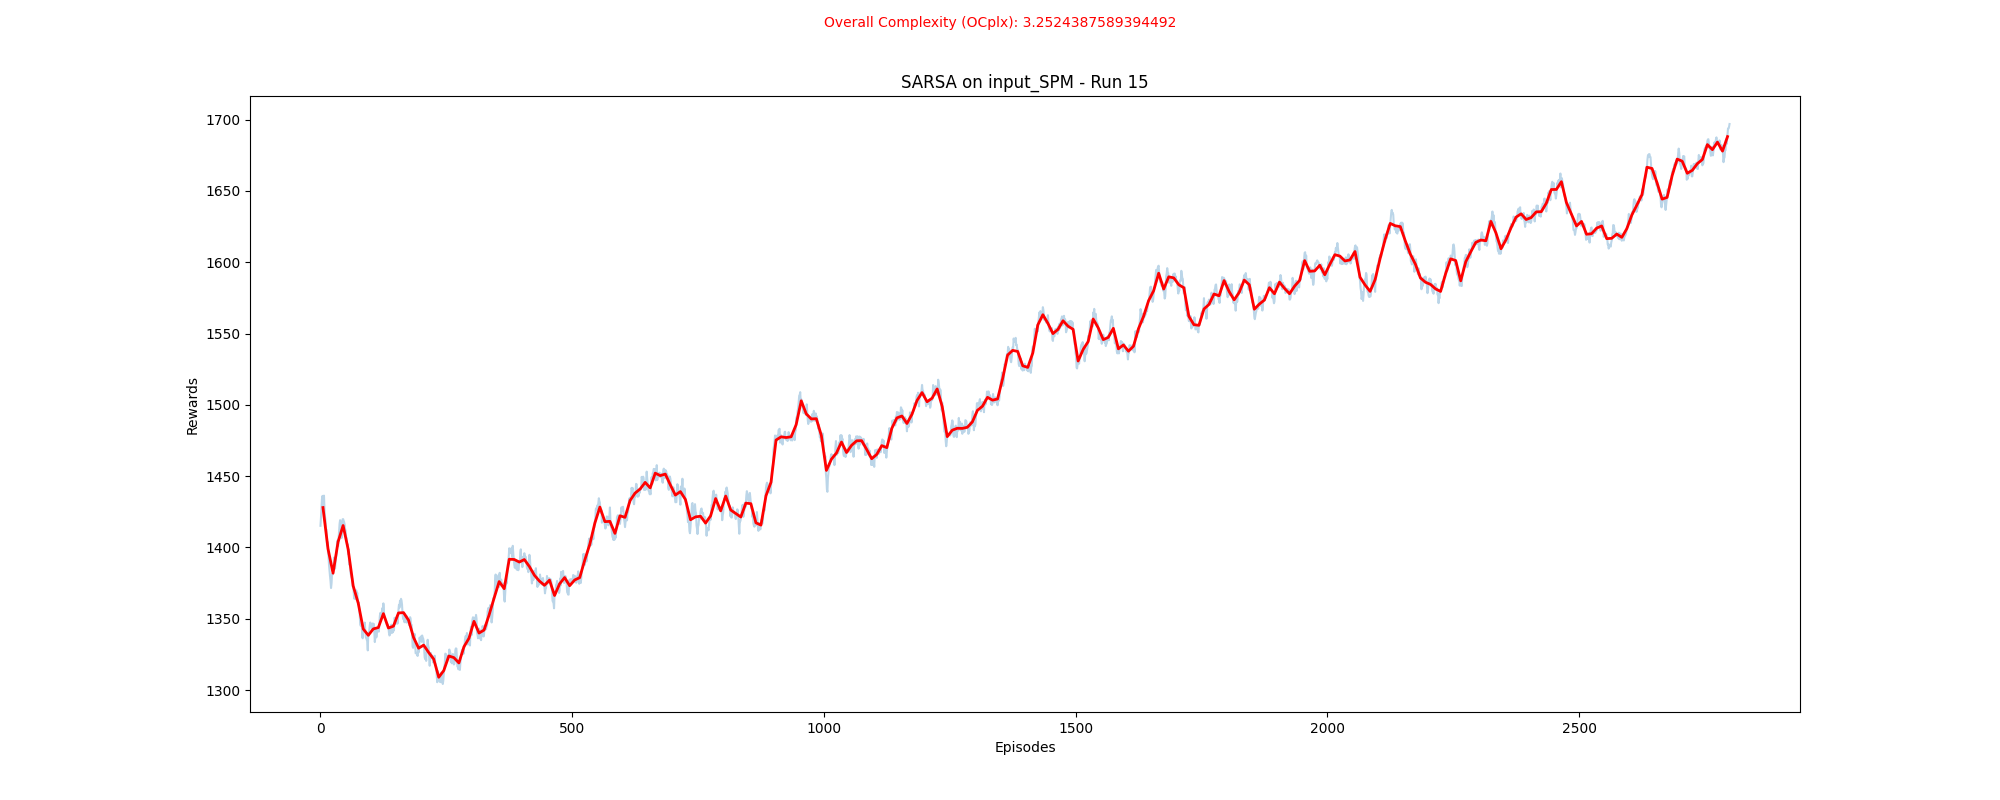 Overall Complexity (OCplx): 3.2524387589394492
SARSA on input_SPM - Run 15
1700
1650
1600
1550
1500
1450
1400
1350
1300
Rewards
0 500 1000 1500 2000 2500
Episodes